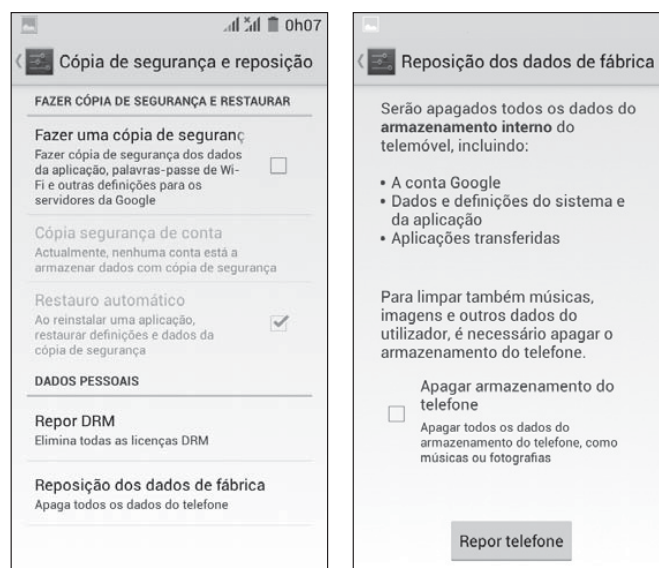 0h07
Cópia de segurança e reposição
FAZER CÓPIA DE SEGURANÇA E RESTAURAR
Fazer uma cópia de seguranç
Fazer cópia de segurança dos dados
da aplicação, palavras-passe de Wi-
Fi e outras definições para os
servidores da Google
Cópia segurança de conta
Actualmente, nenhuma conta está a
armazenar dados com cópia de segurança
Restauro automático
Ao reinstalar uma aplicação,
restaurar definições e dados da
cópia de segurança
DADOS PESSOAIS
Repor DRM
Elimina todas as licenças DRM
Reposição dos dados de fábrica
Apaga todos os dados do telefone
Reposição dos dados de fábrica
Serão apagados todos os dados do
armazenamento interno do
telemóvel, incluindo:
• A conta Google
• Dados e definições do sistema e
da aplicação
• Aplicações transferidas
Para limpar também músicas,
imagens e outros dados do
utilizador, é necessário apagar o
armazenamento do telefone.
Apagar armazenamento do
telefone
Apagar todos os dados do
armazenamento do telefone, como
músicas ou fotografias
Repor telefone